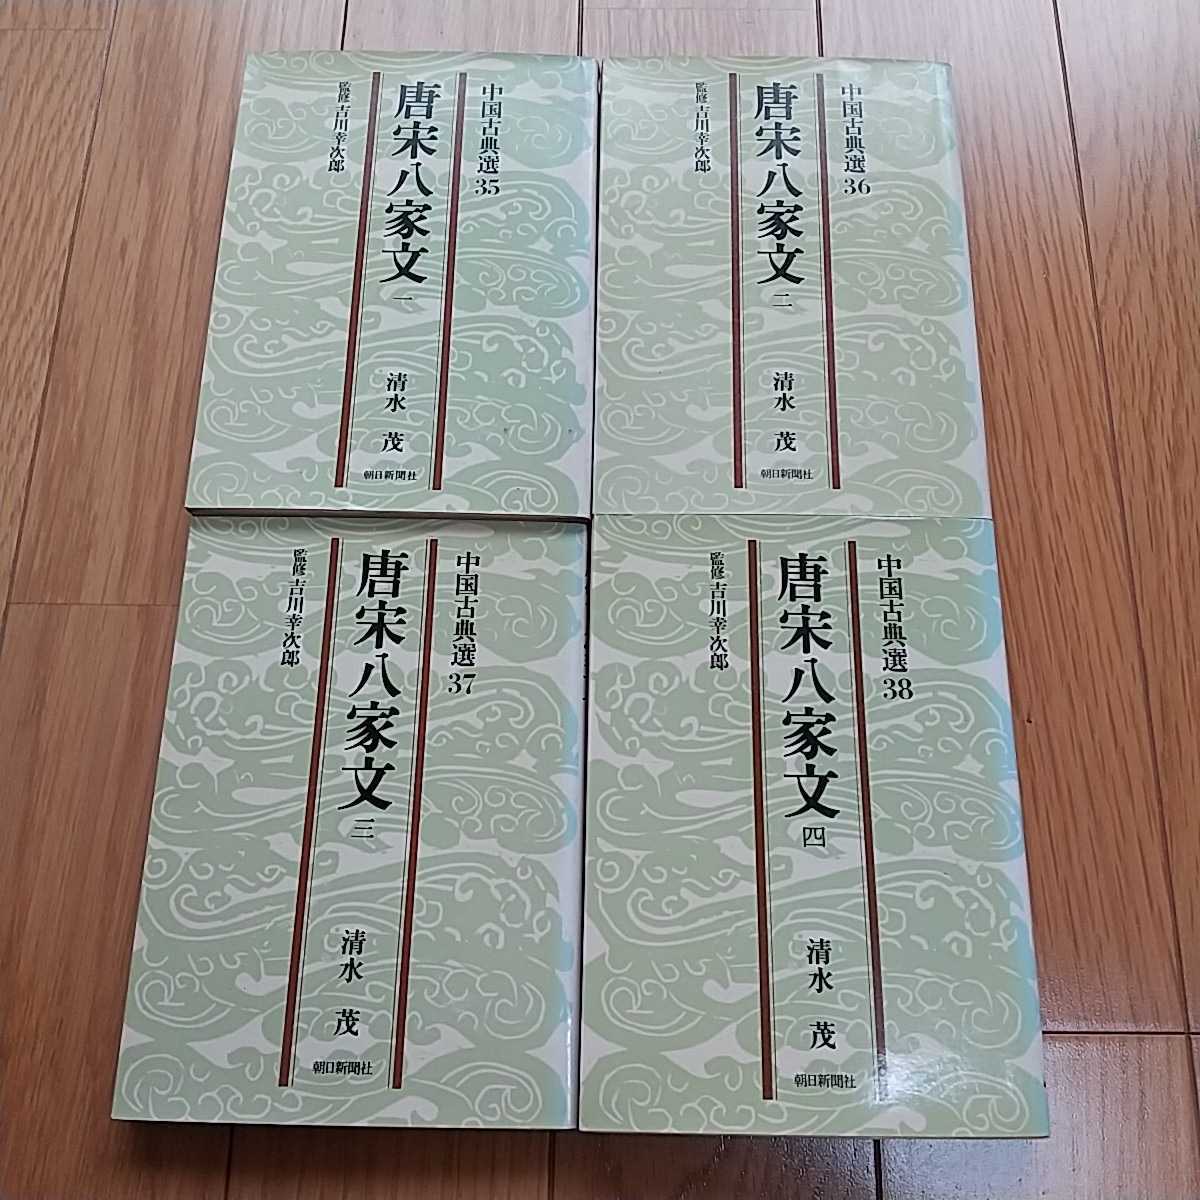 中国古典選35
唐宋八家文 一
清水 茂
監修 吉川幸次郎
朝日新聞社
中国古典選36
唐宋八家文 二
清水 茂
監修 吉川幸次郎
朝日新聞社
中国古典選37
唐宋八家文 三
清水 茂
監修 吉川幸次郎
朝日新聞社
中国古典選38
唐宋八家文 四
清水 茂
監修 吉川幸次郎
朝日新聞社